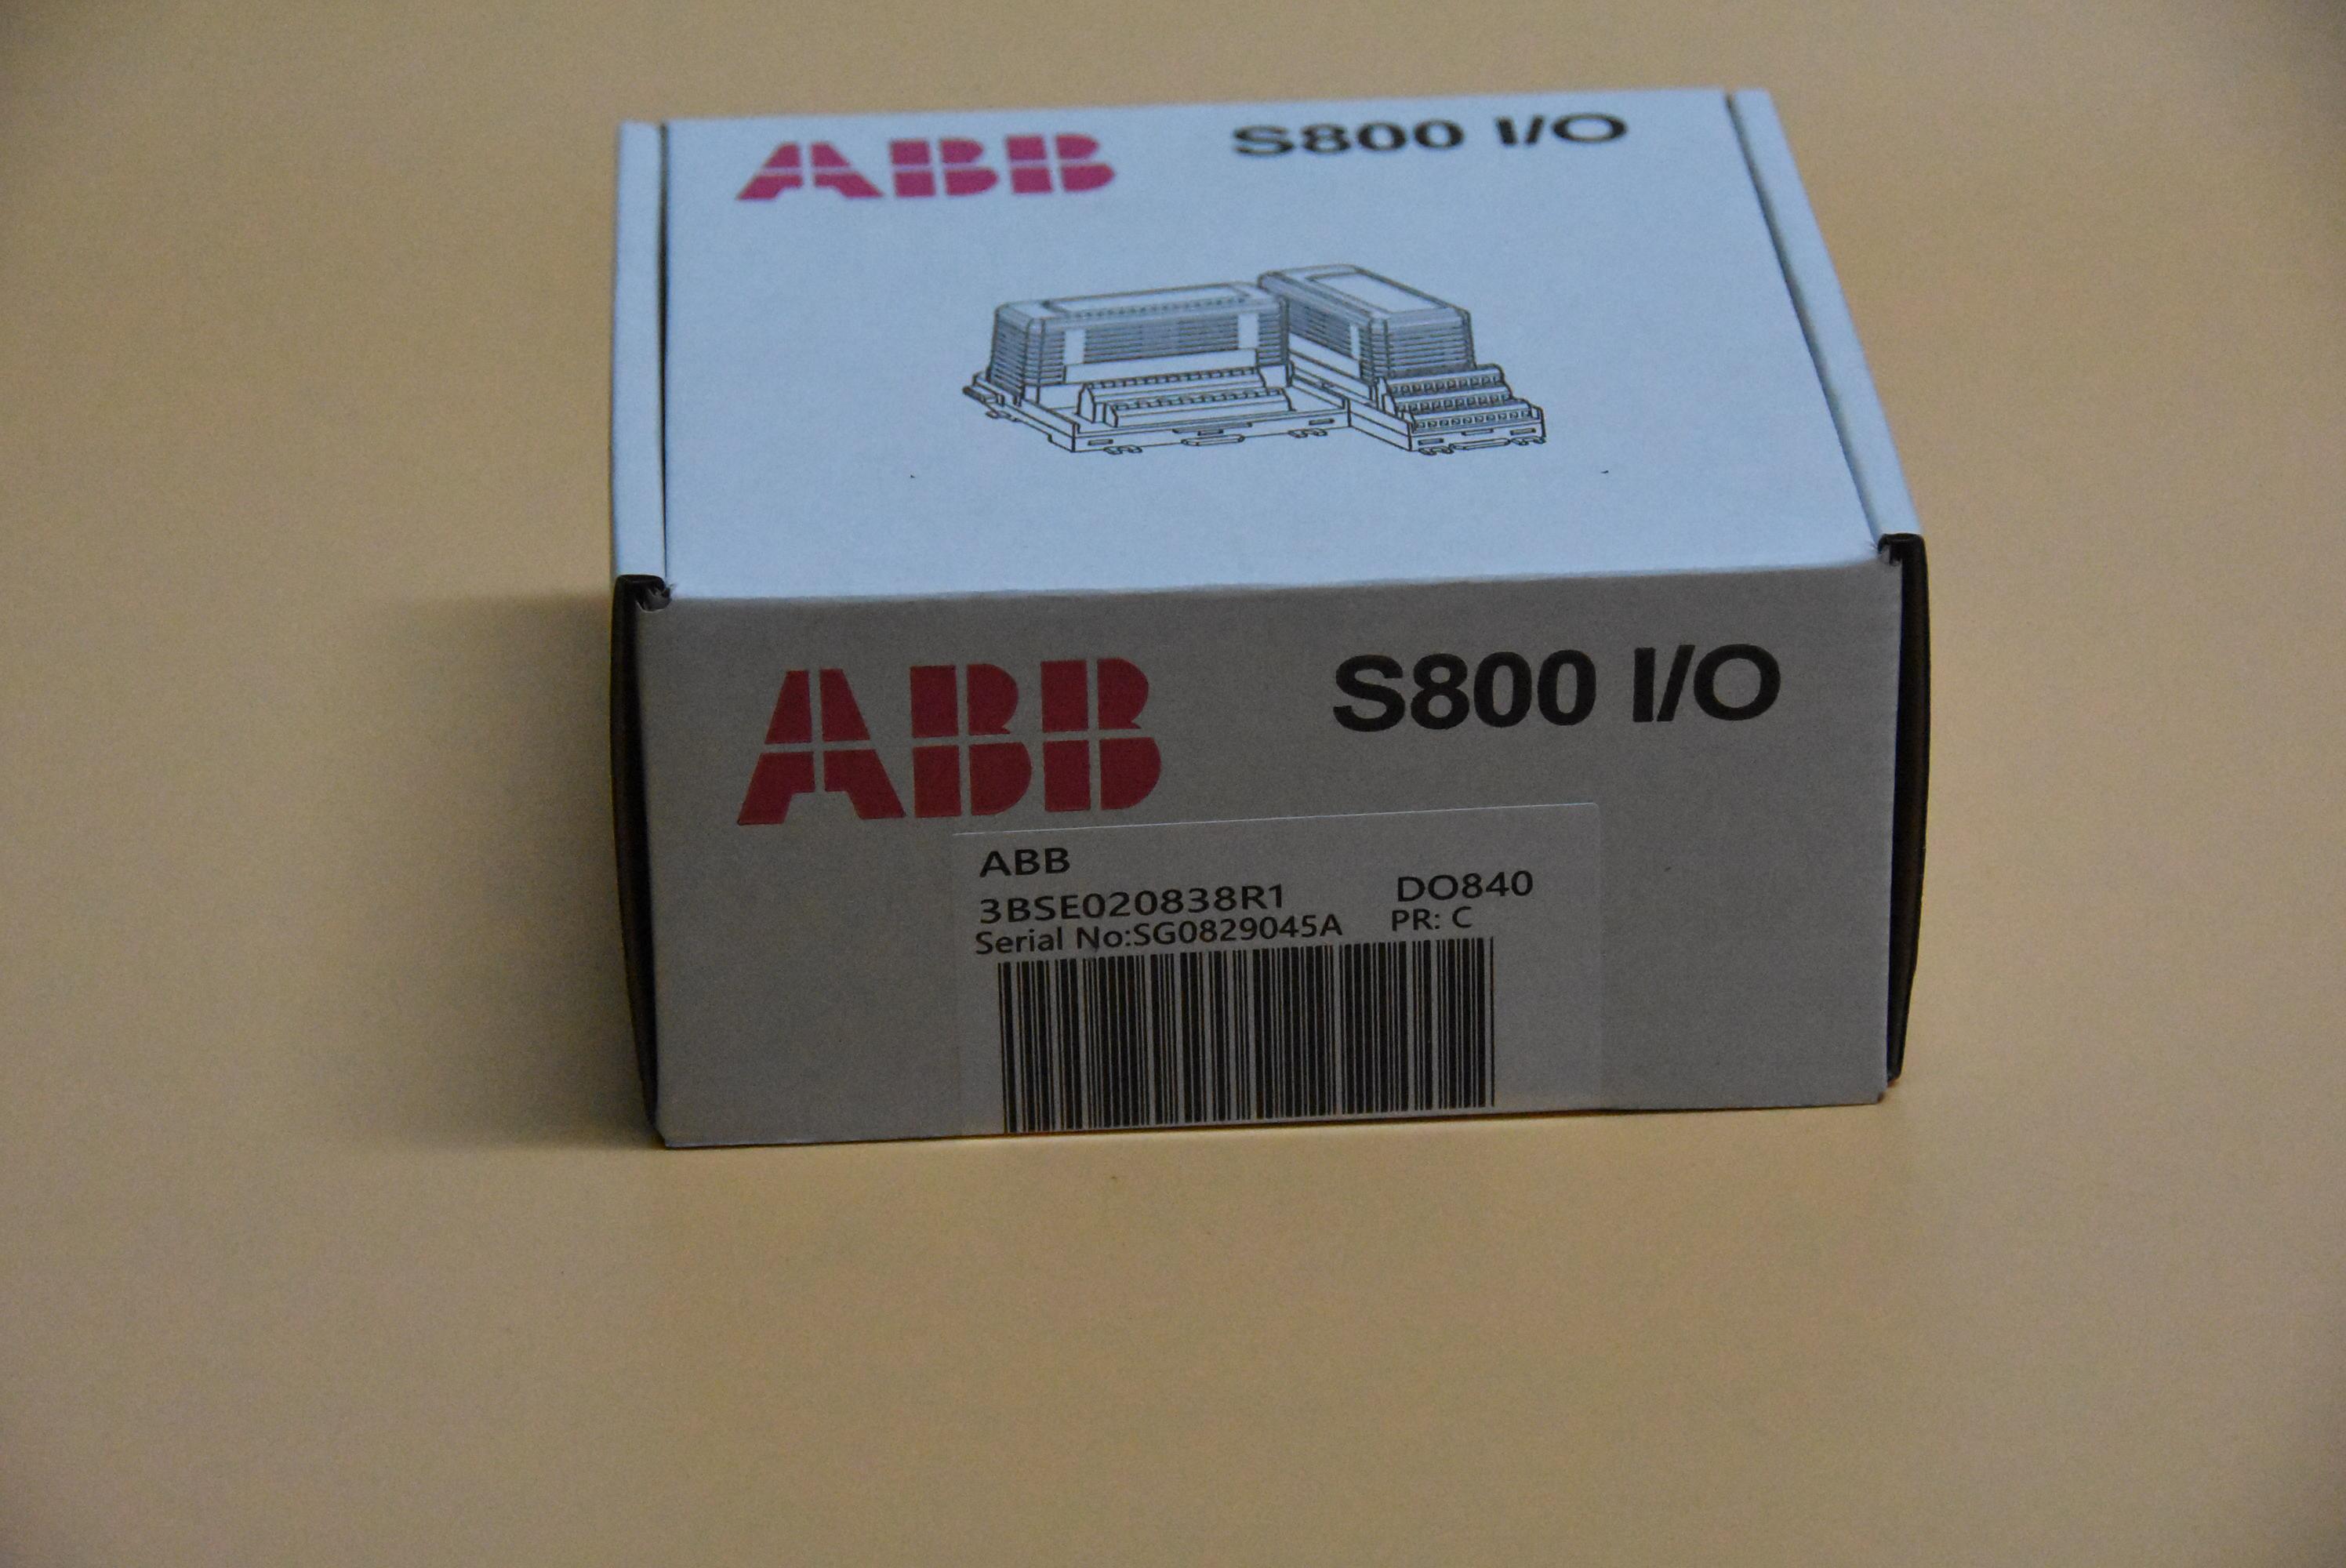 ABB S800 I/O
ABB S800 I/O
ABB
3BSE020838R1 DO840
Serial No:SG0829045A PR: C